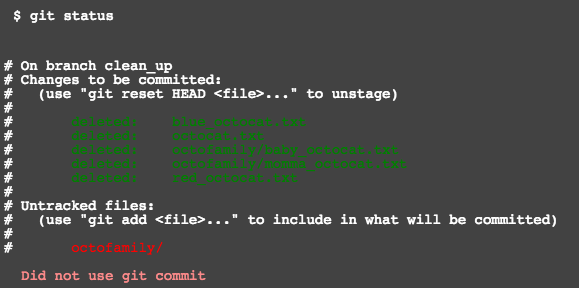 $ git status
# On branch clean_up
# Changes to be committed:
#   (use "git reset HEAD <file>..." to unstage)
#
#       deleted:    blue_octocat.txt
#       deleted:    octocat.txt
#       deleted:    octofamily/baby_octocat.txt
#       deleted:    octofamily/momma_octocat.txt
#       deleted:    red_octocat.txt
#
# Untracked files:
#   (use "git add <file>..." to include in what will be committed)
#
#       octofamily/
Did not use git commit